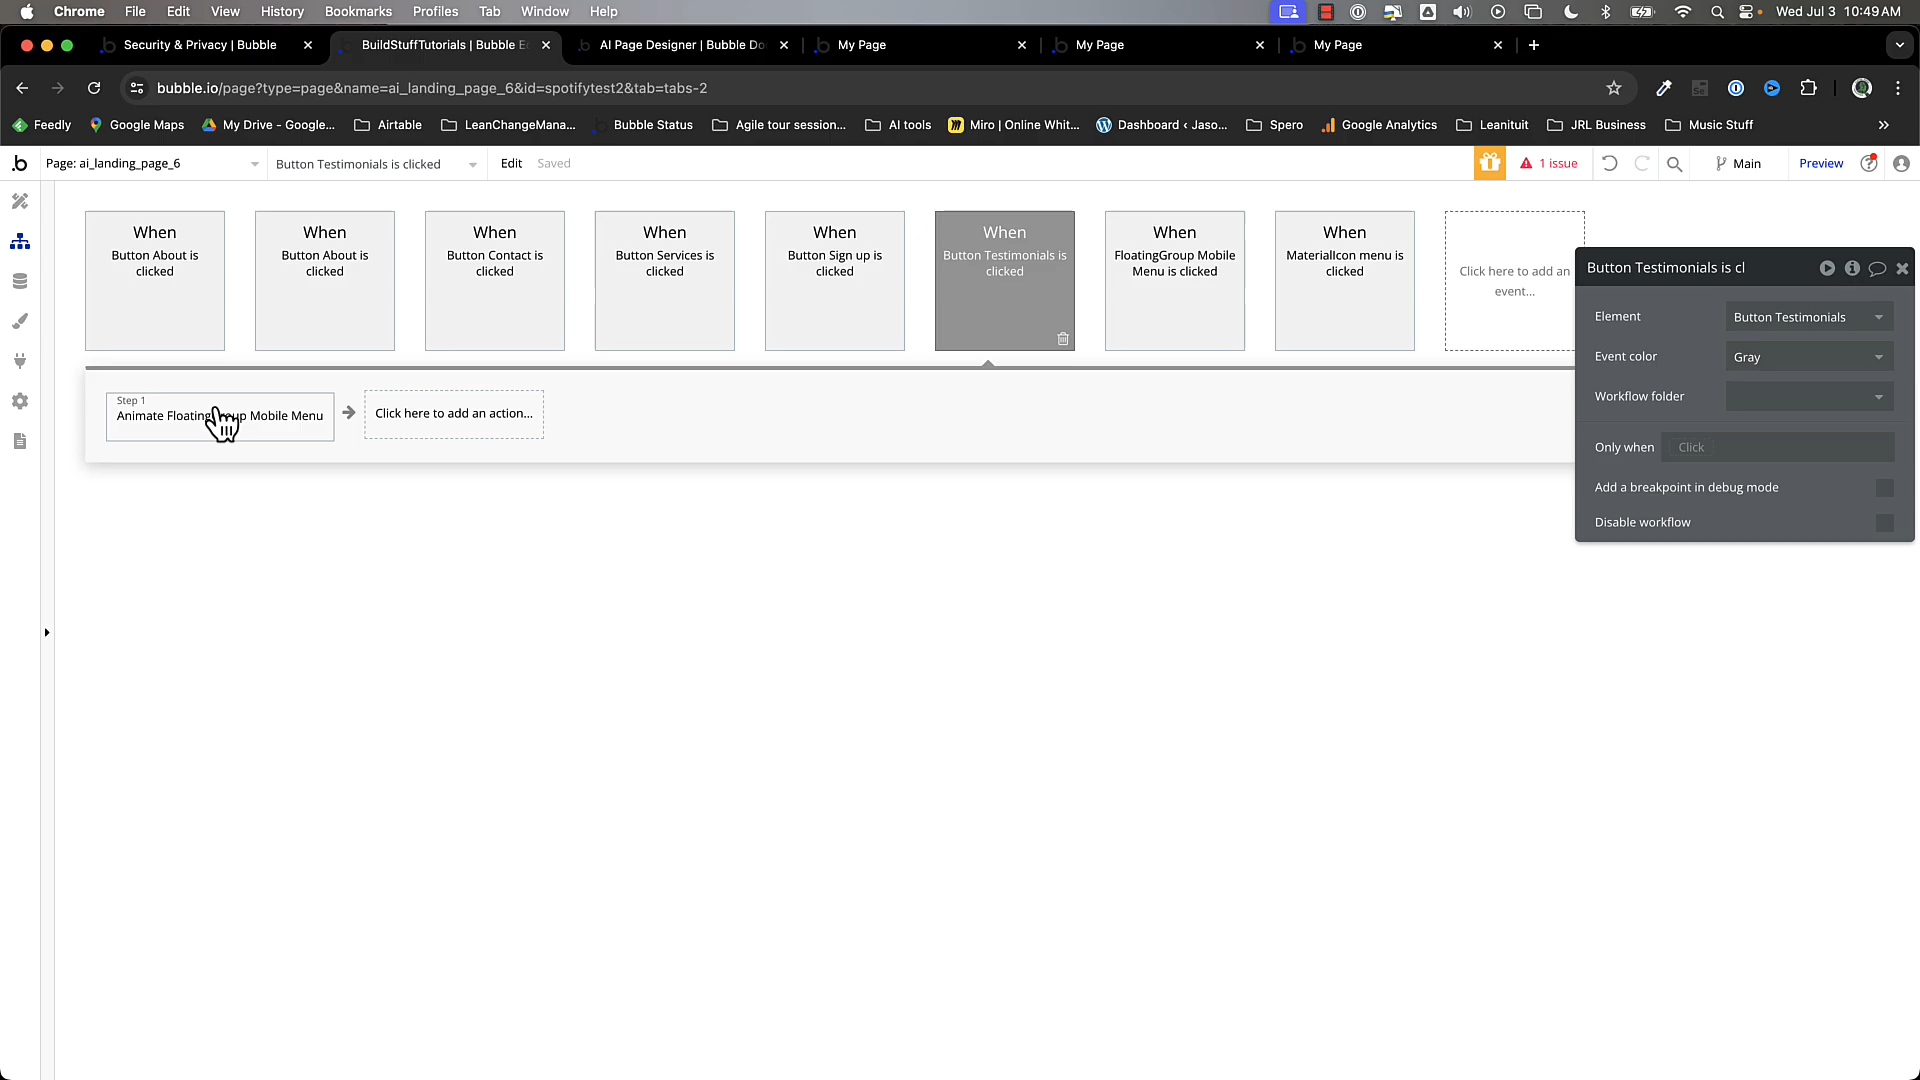 Chrome File Edit View History Bookmarks Profiles Tab Window Help
Wed Jul 3 10:49 AM
Security & Privacy | Bubble
BuildStuffTutorials | Bubble E
AI Page Designer | Bubble Do
My Page
My Page
My Page
bubble.io/page?type=page&name=ai_landing_page_6&id=spotifytest2&tab=tabs-2
Feedly
Google Maps
My Drive - Google...
Airtable
LeanChangeMana...
Bubble Status
Agile tour session...
AI tools
Miro | Online Whit...
Dashboard ‹ Jaso...
Spero
Google Analytics
Leanituit
JRL Business
Music Stuff
Page: ai_landing_page_6
Button Testimonials is clicked
Edit
Saved
1 issue
Main
Preview
When
Button About is
clicked
When
Button About is
clicked
When
Button Contact is
clicked
When
Button Services is
clicked
When
Button Sign up is
clicked
When
Button Testimonials is
clicked
When
FloatingGroup Mobile
Menu is clicked
When
MaterialIcon menu is
clicked
Click here to add an
event...
Button Testimonials is cl
Element
Button Testimonials
Event color
Gray
Workflow folder
Only when
Click
Add a breakpoint in debug mode
Disable workflow
Step 1
Animate Floating up Mobile Menu
Click here to add an action...